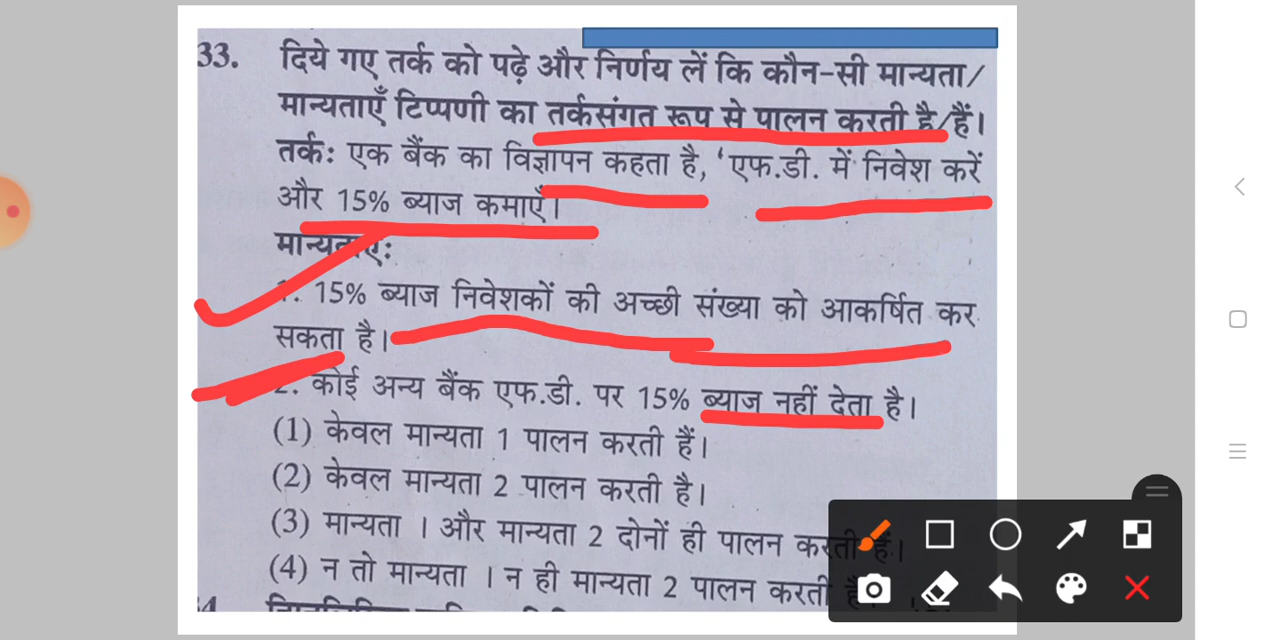 33. दिये गए तर्क को पढ़े और निर्णय लें कि कौन-सी मान्यता/
मान्यताएँ टिप्पणी का तर्कसंगत रूप से पालन करती है/हैं।
तर्कः एक बैंक का विज्ञापन कहता है, ‘एफ.डी. में निवेश करें
और 15% ब्याज कमाएँ।
मान्यताएः
1. 15% ब्याज निवेशकों की अच्छी संख्या को आकर्षित कर
सकता है।
2. कोई अन्य बैंक एफ.डी. पर 15% ब्याज नहीं देता है।
(1) केवल मान्यता 1 पालन करती हैं।
(2) केवल मान्यता 2 पालन करती है।
(3) मान्यता । और मान्यता 2 दोनों ही पालन करती हैं।
(4) न तो मान्यता । न ही मान्यता 2 पालन करती